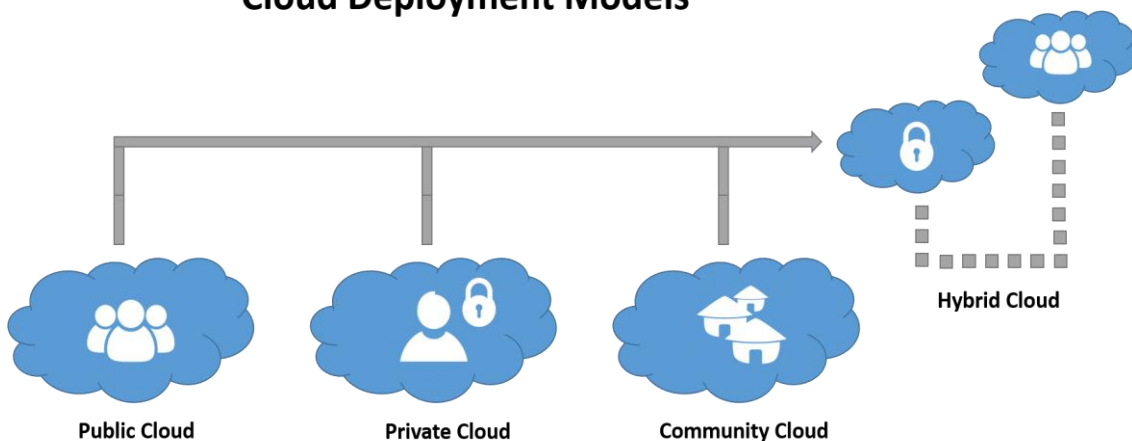 Cloud Deployment Models
Hybrid Cloud
Public Cloud
Private Cloud
Community Cloud